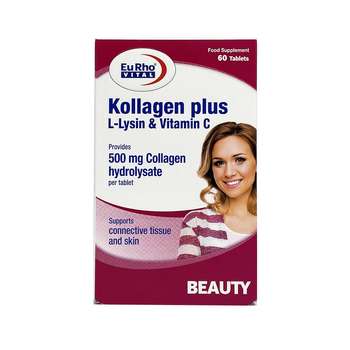 Food Supplement
60 Tablets
EuRho®
VITAL
Kollagen plus
L-Lysin & Vitamin C
Provides
500 mg Collagen
hydrolysate
per tablet
Supports
connective tissue
and skin
BEAUTY